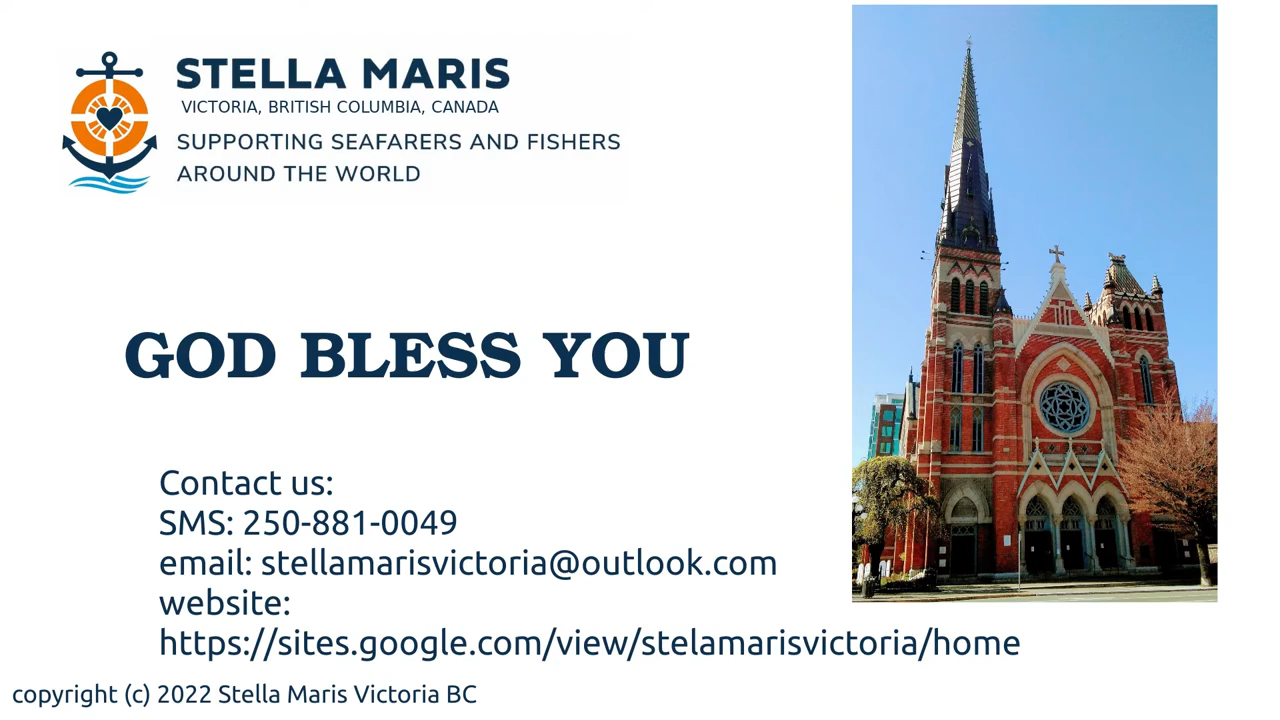 STELLA MARIS
VICTORIA, BRITISH COLUMBIA, CANADA
SUPPORTING SEAFARERS AND FISHERS
AROUND THE WORLD
GOD BLESS YOU
Contact us:
SMS: 250-881-0049
email: stellamarisvictoria@outlook.com
website:
https://sites.google.com/view/stelamarisvictoria/home
copyright (c) 2022 Stella Maris Victoria BC